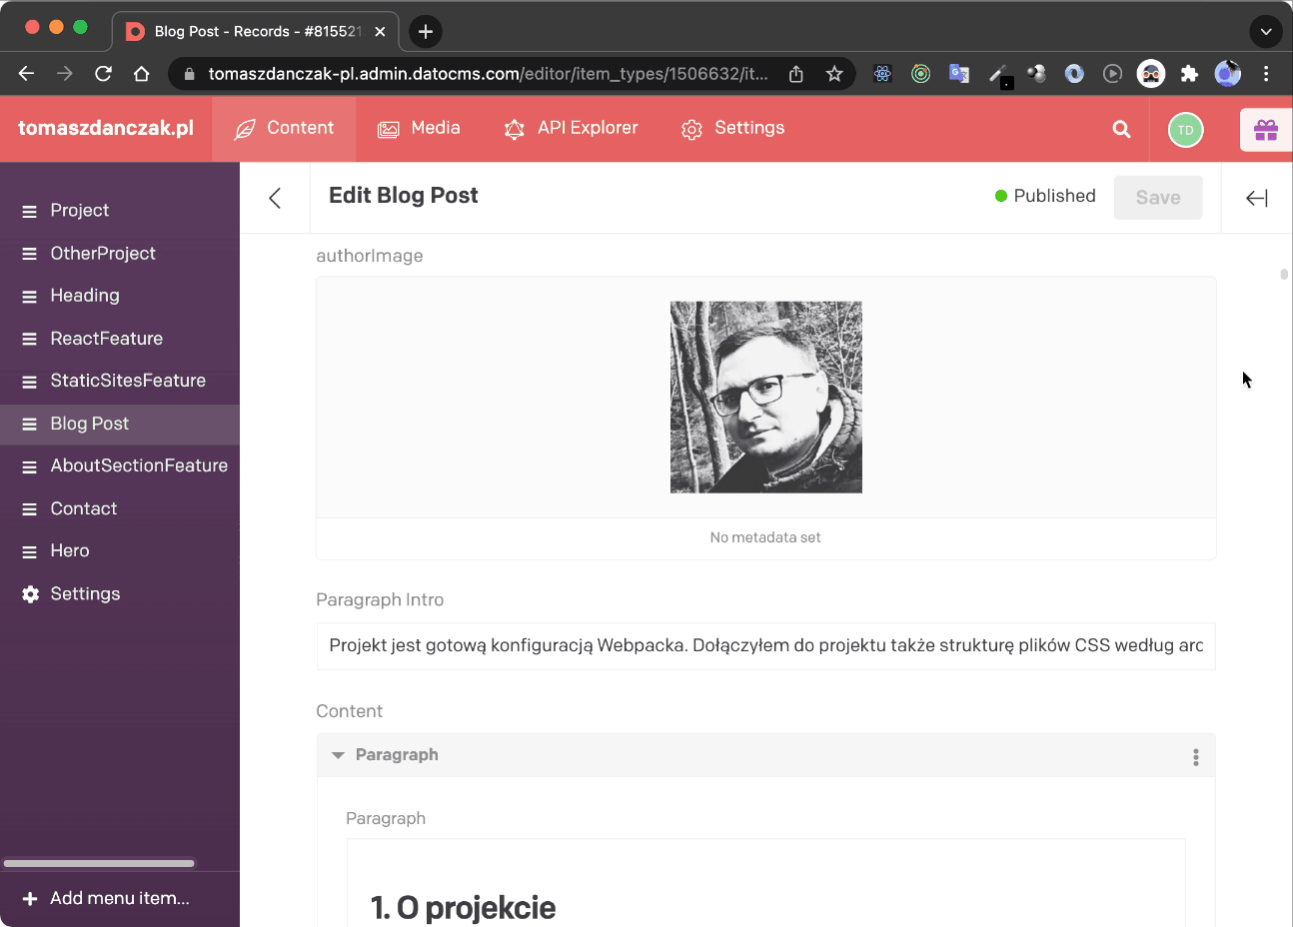 Blog Post - Records - #815521
tomaszdanczak-pl.admin.datocms.com/editor/item_types/1506632/it...
tomaszdanczak.pl
Content
Media
API Explorer
Settings
TD
Project
OtherProject
Heading
ReactFeature
StaticSitesFeature
Blog Post
AboutSectionFeature
Contact
Hero
Settings
Add menu item...
Edit Blog Post
Published
Save
authorImage
No metadata set
Paragraph Intro
Projekt jest gotową konfiguracją Webpacka. Dołączyłem do projektu także strukturę plików CSS według arc
Content
Paragraph
Paragraph
1. O projekcie